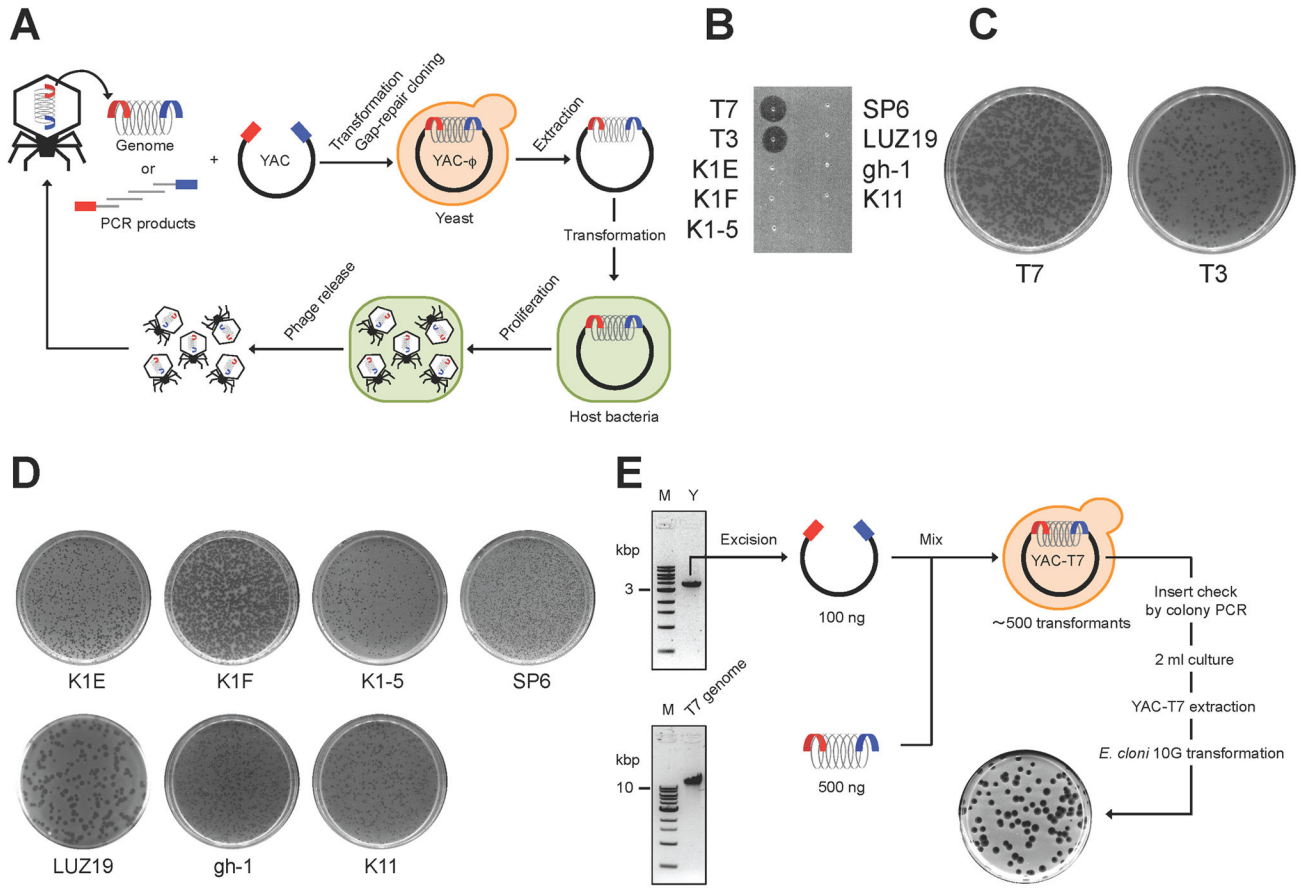 A
Genome
or
PCR products
+
YAC
Transformation
Gap-repair cloning
YAC-ϕ
Yeast
Extraction
Transformation
Host bacteria
Proliferation
Phage release
B
T7
T3
K1E
K1F
K1-5
SP6
LUZ19
gh-1
K11
C
T7
T3
D
K1E
K1F
K1-5
SP6
LUZ19
gh-1
K11
E
M Y
kbp
3
Excision
100 ng
Mix
YAC-T7
~500 transformants
Insert check
by colony PCR
2 ml culture
YAC-T7 extraction
E. cloni 10G transformation
M T7 genome
kbp
10
500 ng